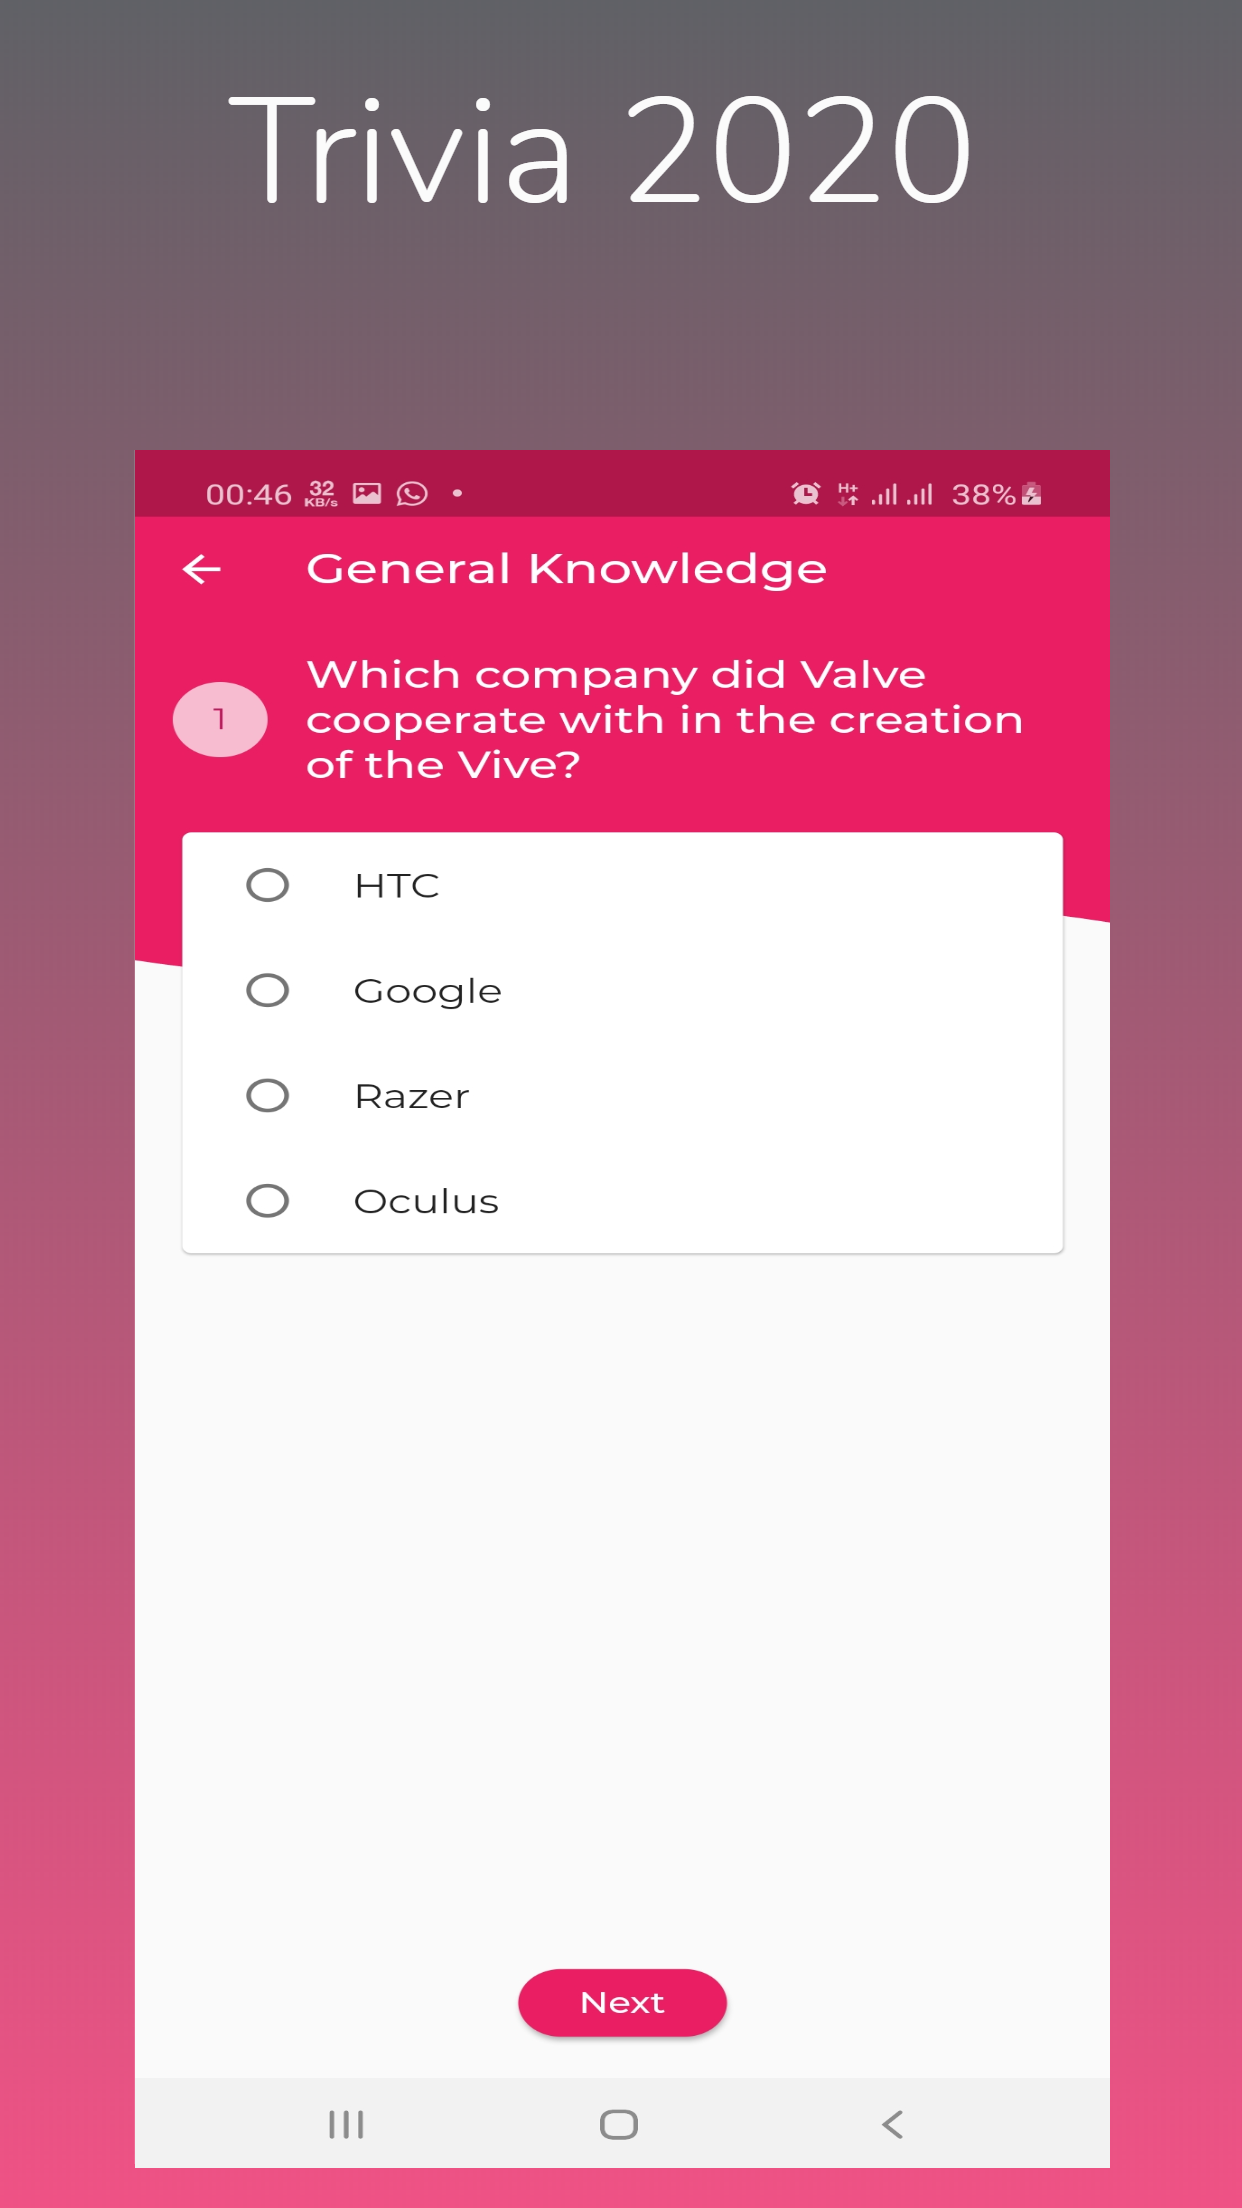 Trivia 2020
00:46 32 KB/s H+ 38%
General Knowledge
1
Which company did Valve
cooperate with in the creation
of the Vive?
HTC
Google
Razer
Oculus
Next